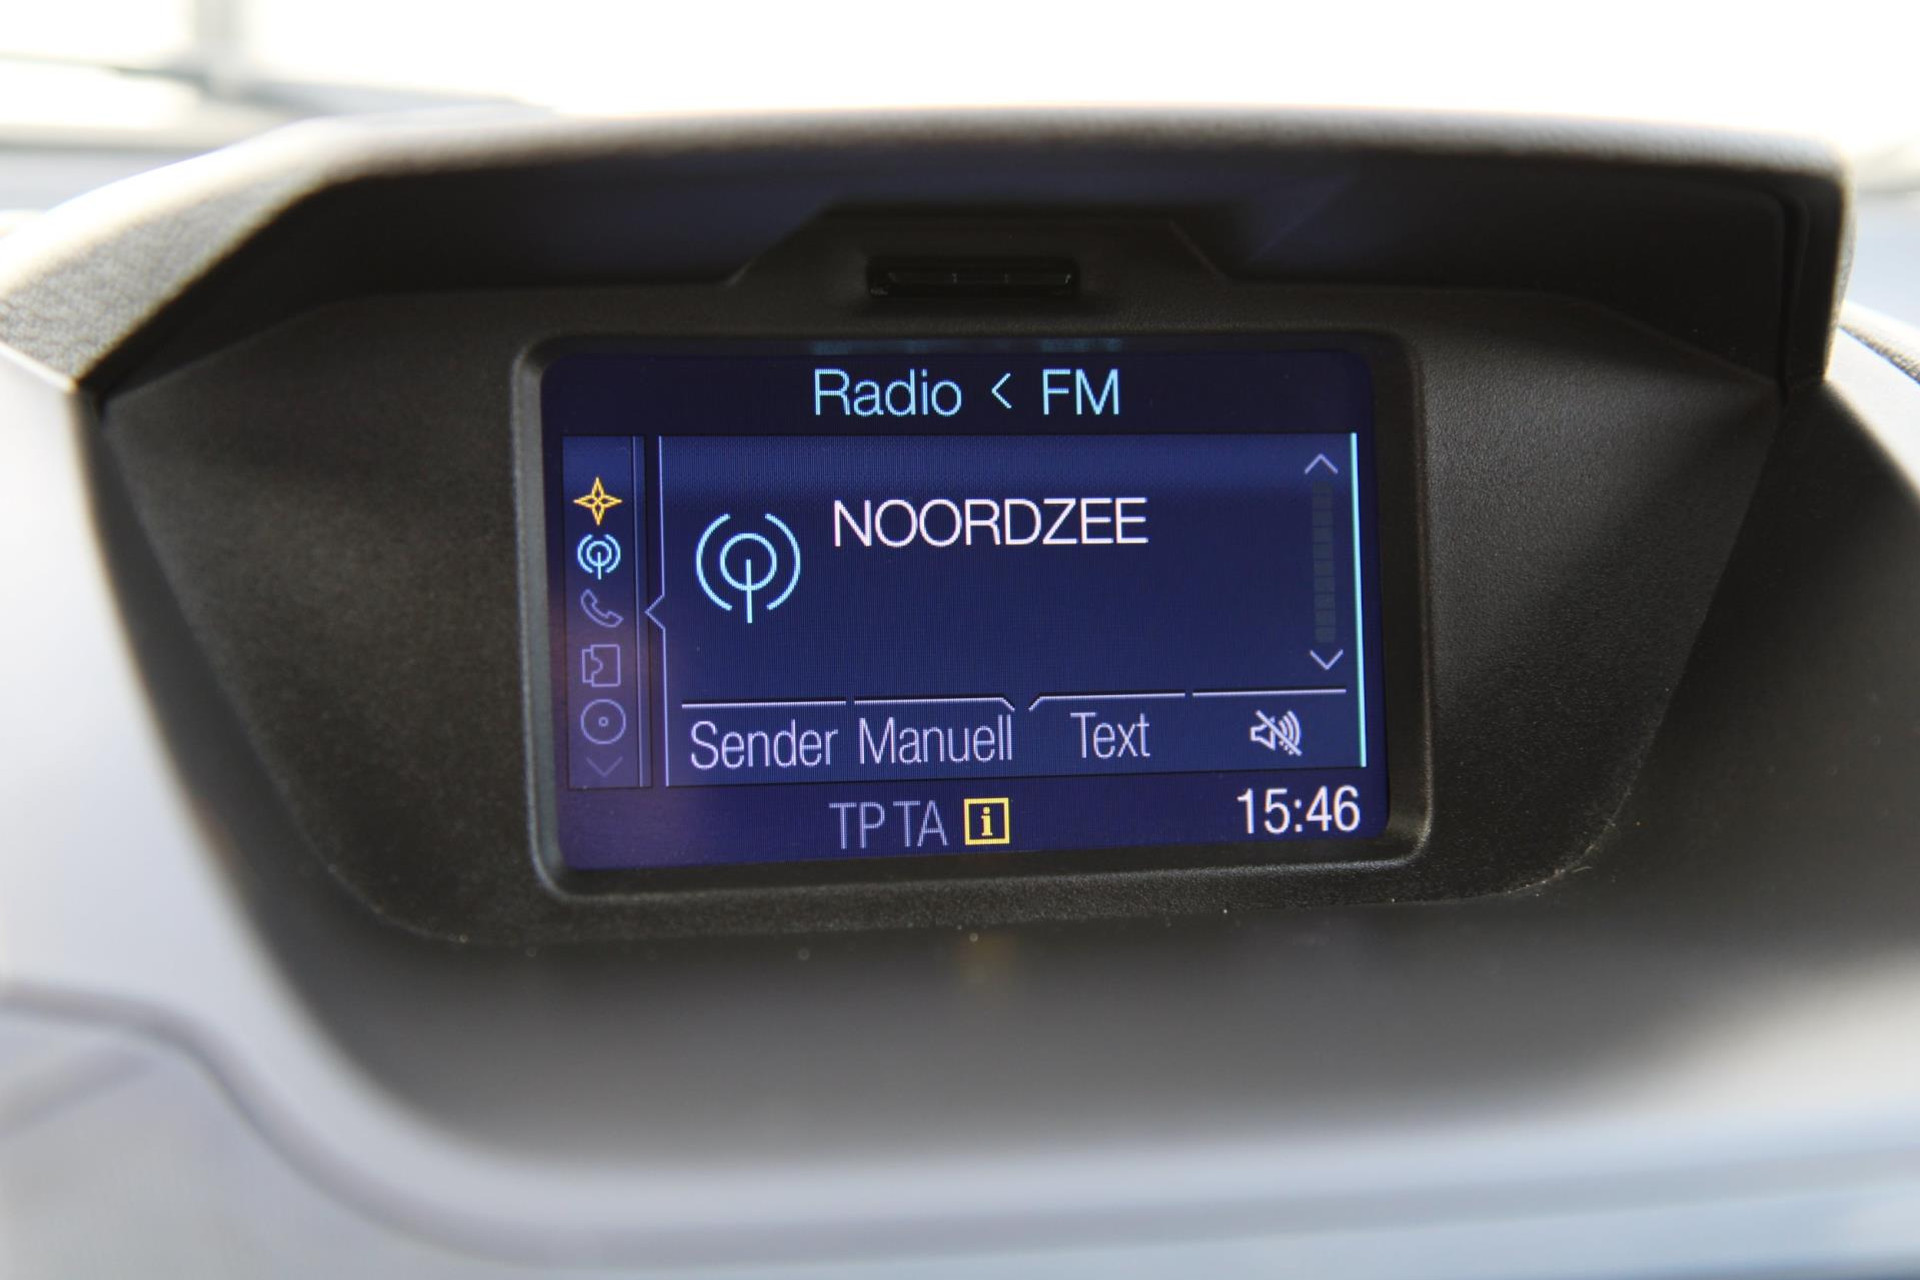 Radio < FM
NOORDZEE
Sender Manuell Text
TP TA i 15:46